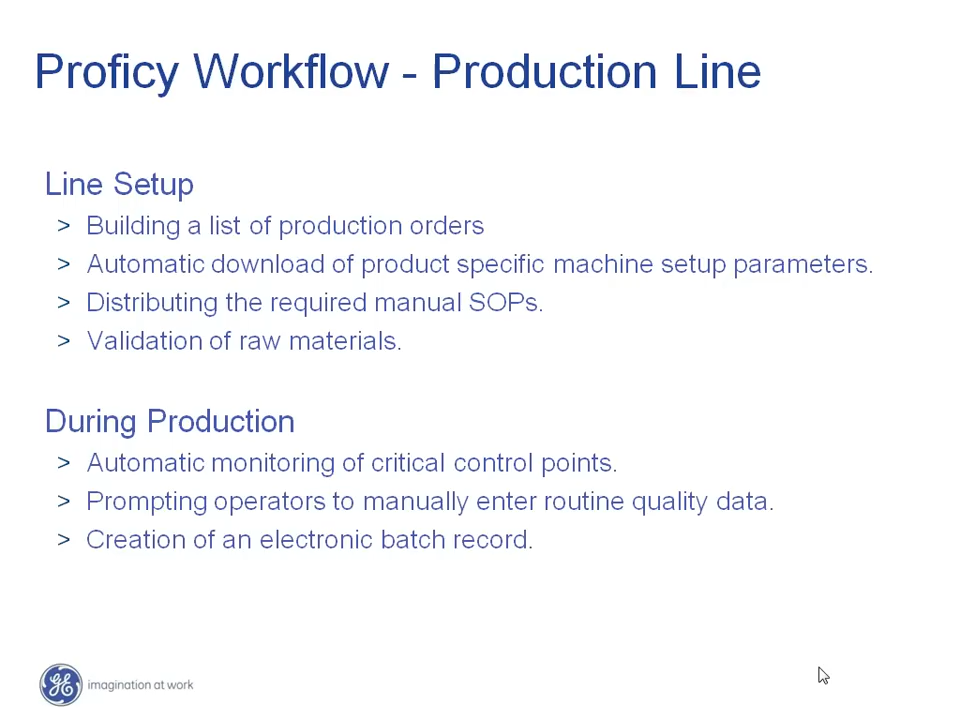 Proficy Workflow - Production Line
Line Setup
> Building a list of production orders
> Automatic download of product specific machine setup parameters.
> Distributing the required manual SOPs.
> Validation of raw materials.
During Production
> Automatic monitoring of critical control points.
> Prompting operators to manually enter routine quality data.
> Creation of an electronic batch record.
GE imagination at work